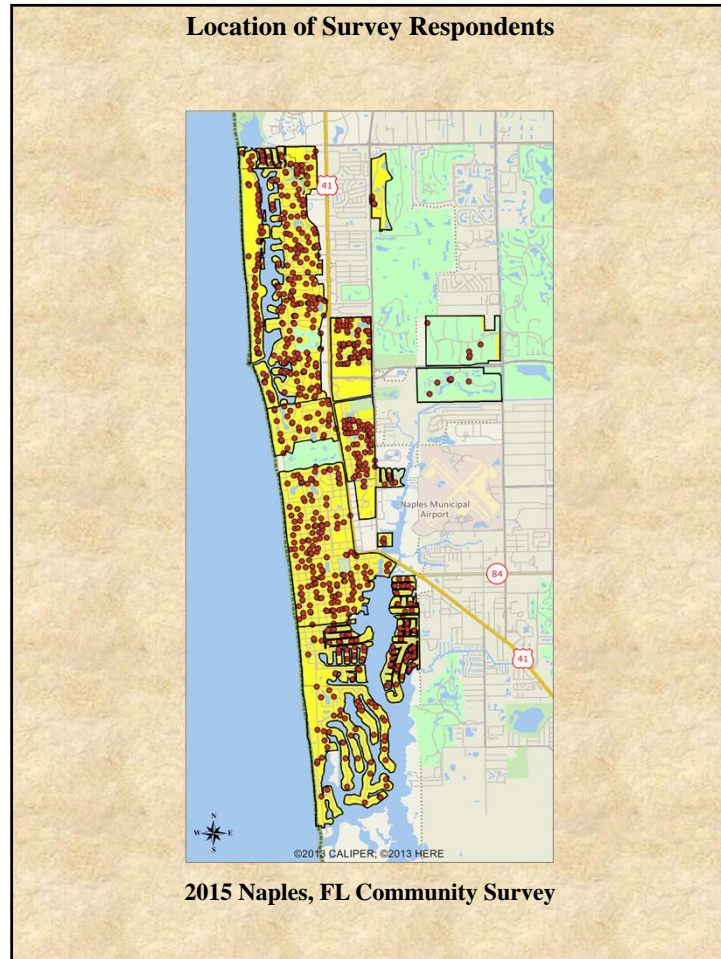 Location of Survey Respondents
41
Naples Municipal
Airport
84
41
N
W E
S
©2013 CALIPER; ©2013 HERE
2015 Naples, FL Community Survey